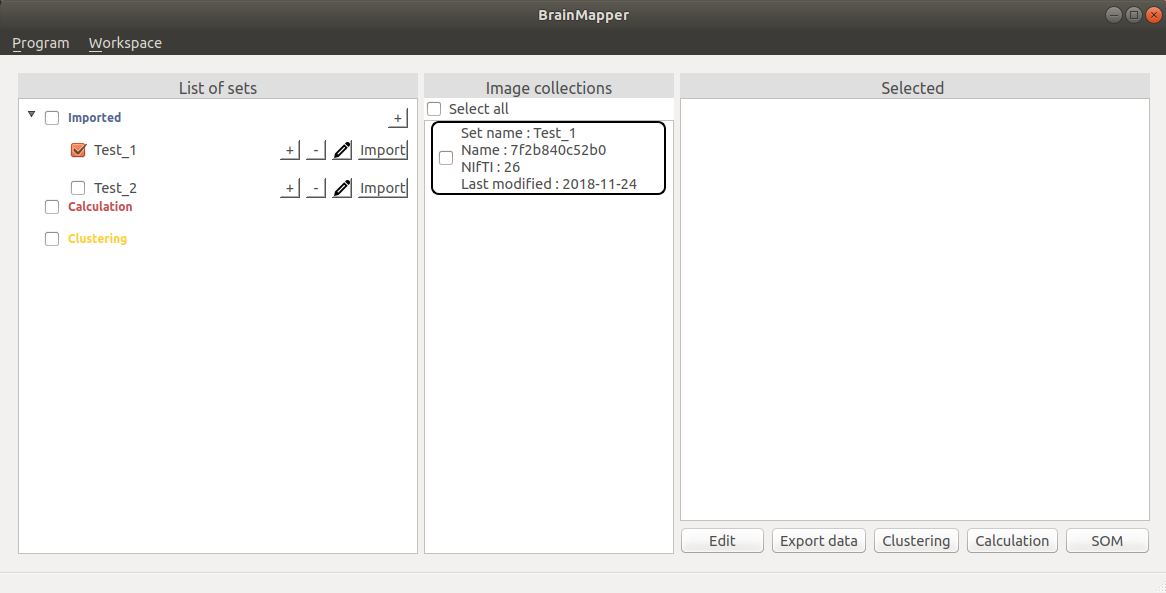 BrainMapper
Program Workspace
List of sets
Imported +
Test_1 + - Import
Test_2 + - Import
Calculation
Clustering
Image collections
Select all
Set name : Test_1
Name : 7f2b840c52b0
NIfTI : 26
Last modified : 2018-11-24
Selected
Edit Export data Clustering Calculation SOM